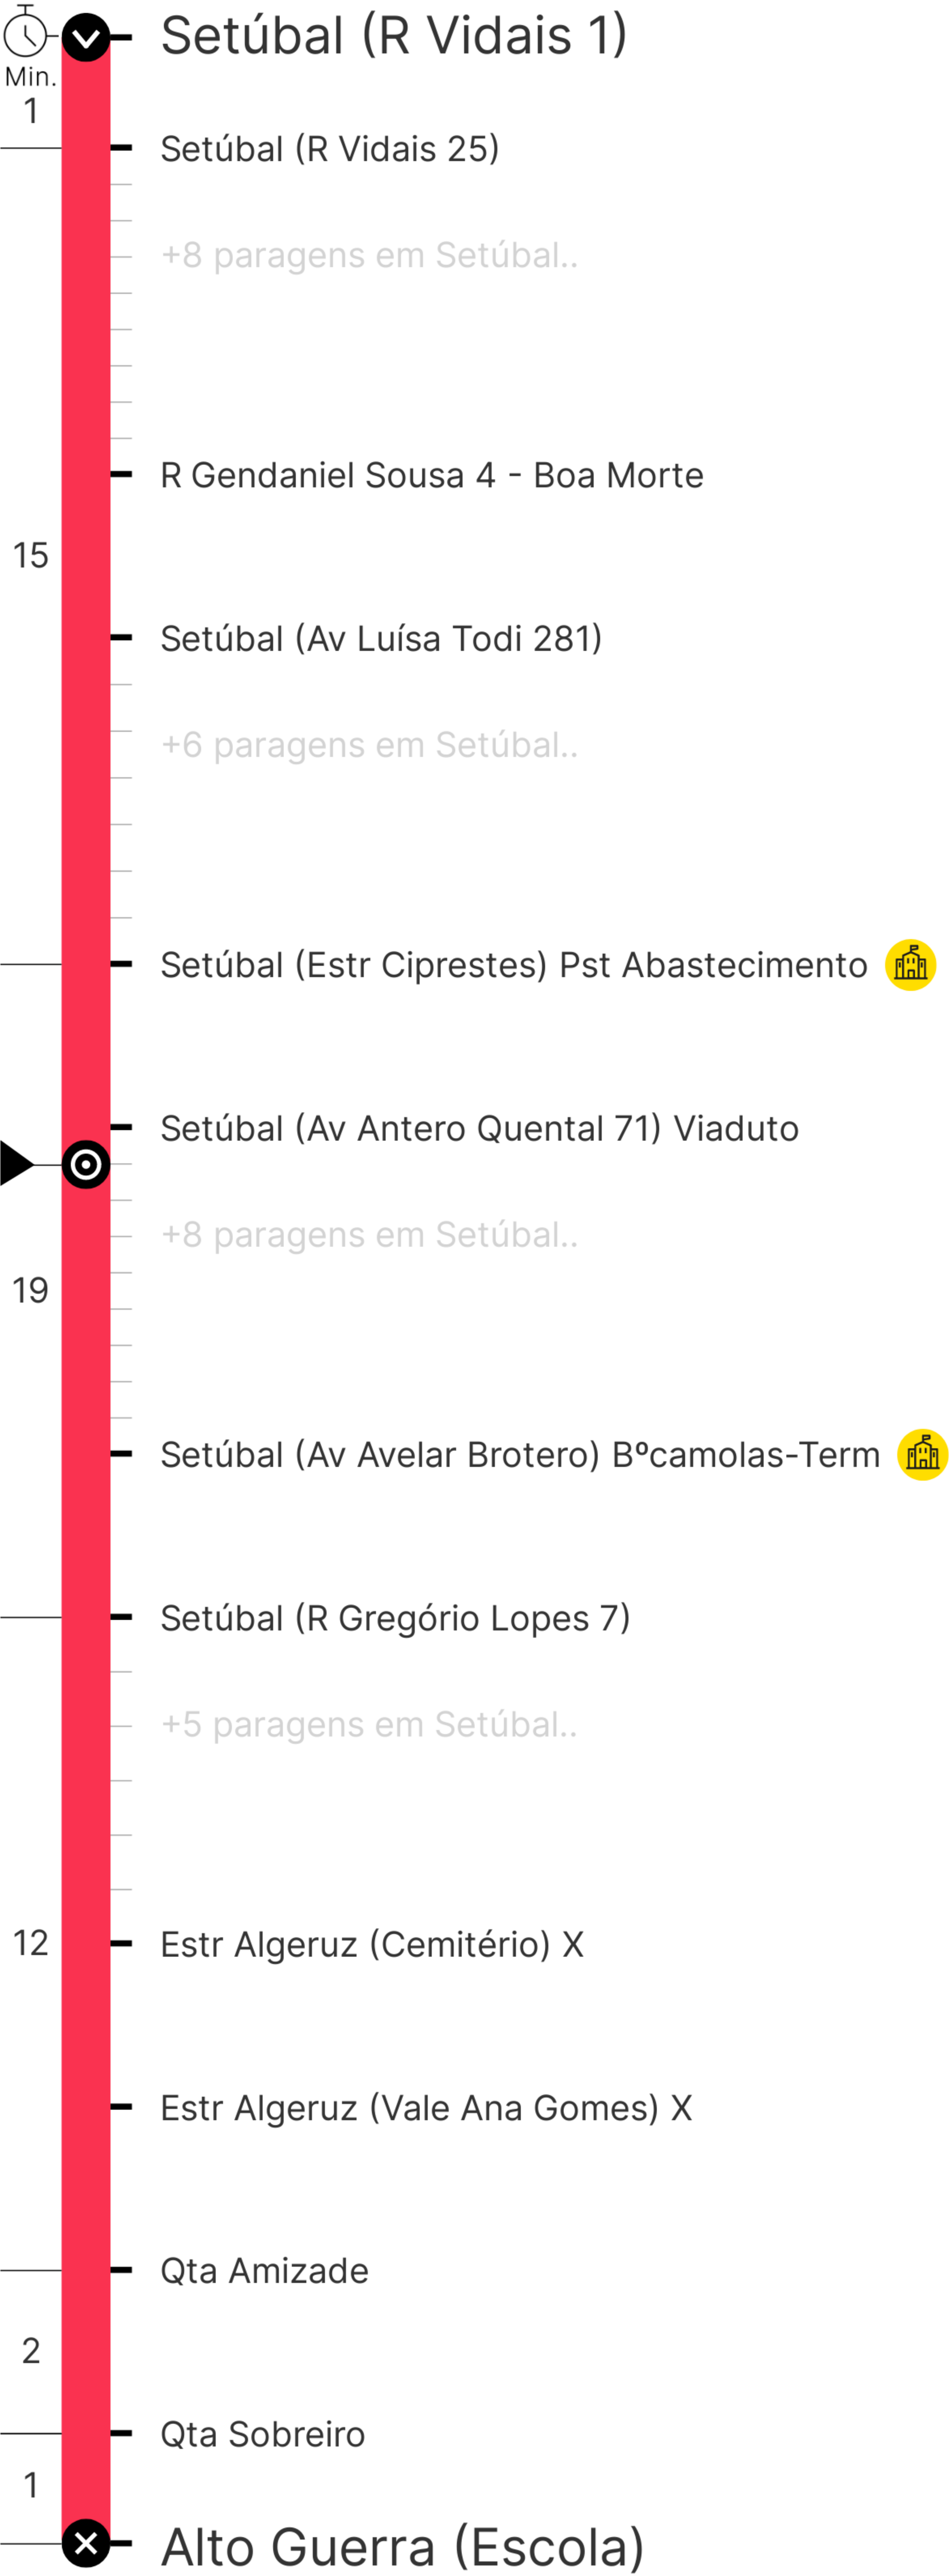 Setúbal (R Vidais 1)
Min.
1
Setúbal (R Vidais 25)
+8 paragens em Setúbal..
R Gendaniel Sousa 4 - Boa Morte
15
Setúbal (Av Luísa Todi 281)
+6 paragens em Setúbal..
Setúbal (Estr Ciprestes) Pst Abastecimento
Setúbal (Av Antero Quental 71) Viaduto
+8 paragens em Setúbal..
19
Setúbal (Av Avelar Brotero) Bºcamolas-Term
Setúbal (R Gregório Lopes 7)
+5 paragens em Setúbal..
12
Estr Algeruz (Cemitério) X
Estr Algeruz (Vale Ana Gomes) X
Qta Amizade
2
Qta Sobreiro
1
Alto Guerra (Escola)